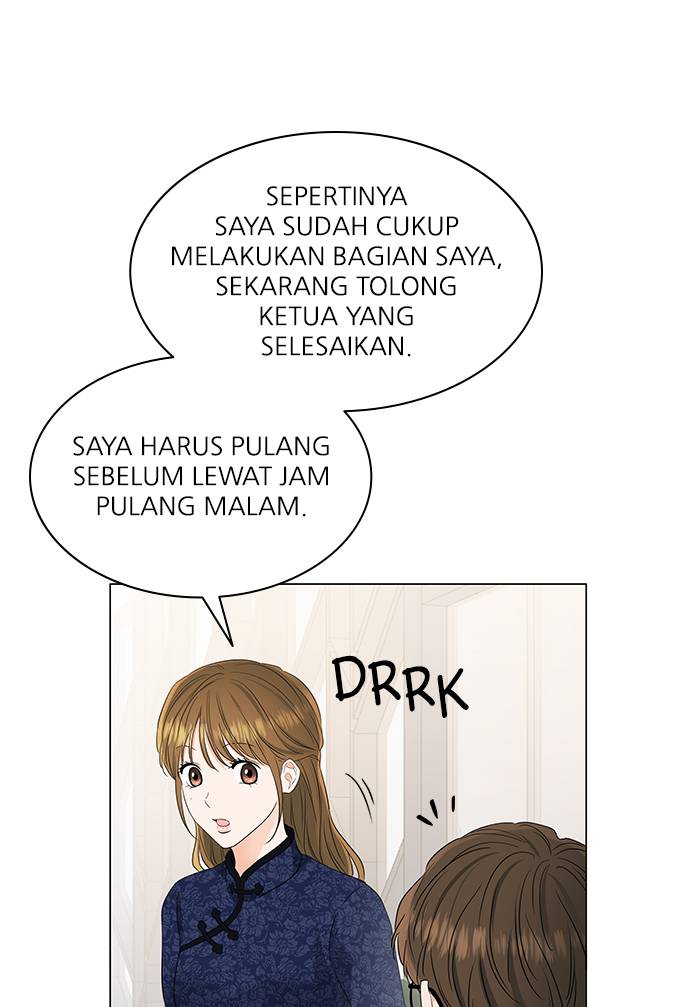 SEPERTINYA
SAYA SUDAH CUKUP
MELAKUKAN BAGIAN SAYA,
SEKARANG TOLONG
KETUA YANG
SELESAIKAN.
SAYA HARUS PULANG
SEBELUM LEWAT JAM
PULANG MALAM.
DRRK